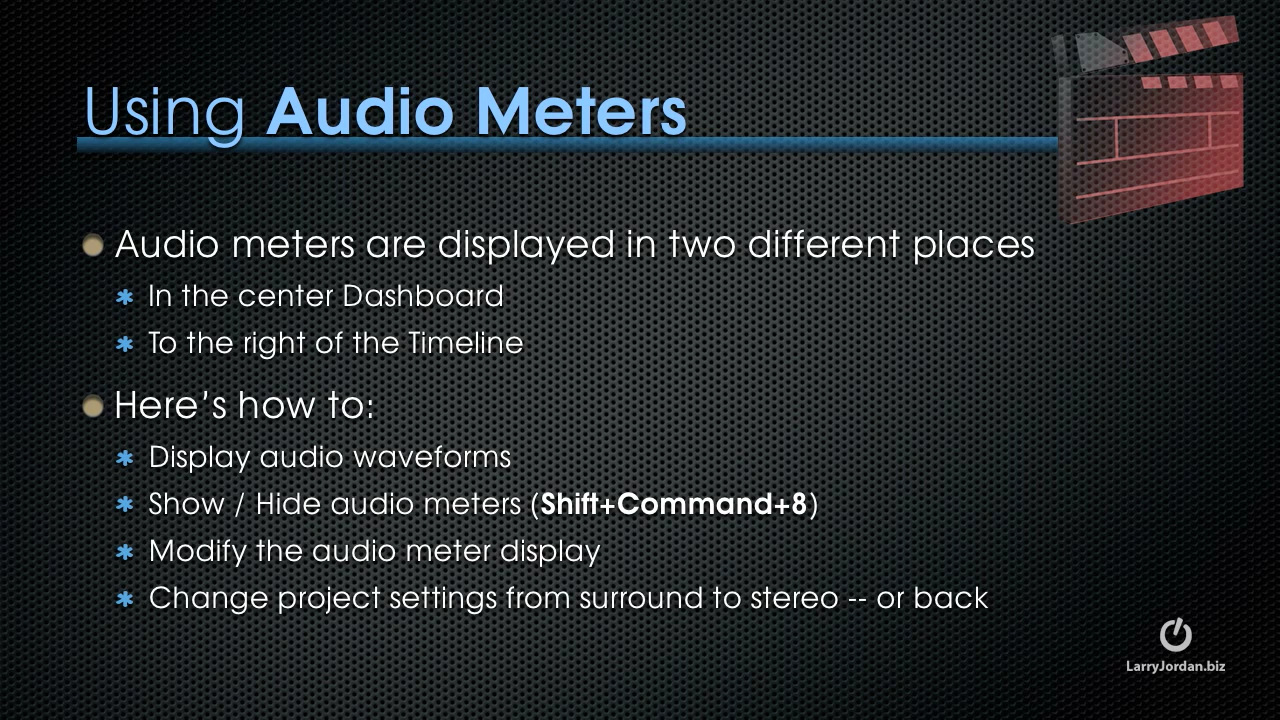 Using Audio Meters
Audio meters are displayed in two different places
In the center Dashboard
To the right of the Timeline
Here’s how to:
Display audio waveforms
Show / Hide audio meters (Shift+Command+8)
Modify the audio meter display
Change project settings from surround to stereo -- or back
LarryJordan.biz